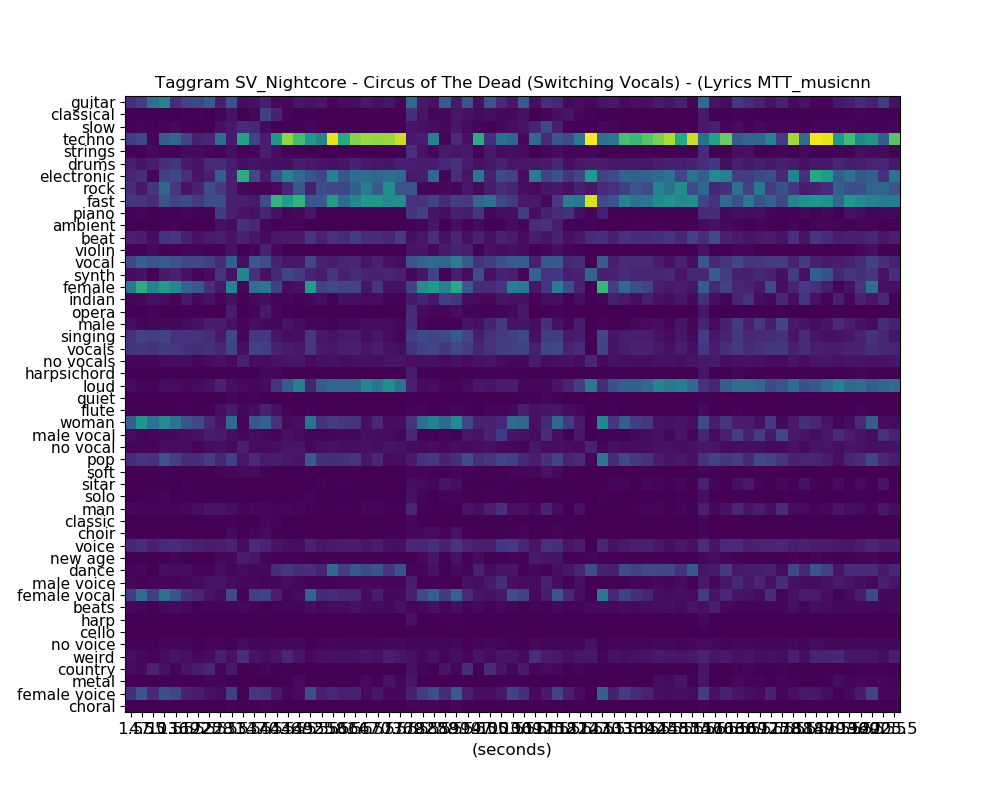 Taggram SV_Nightcore - Circus of The Dead (Switching Vocals) - (Lyrics MTT_musicnn
guitar
classical
slow
techno
strings
drums
electronic
rock
fast
piano
ambient
beat
violin
vocal
synth
female
indian
opera
male
singing
vocals
no vocals
harpsichord
loud
quiet
flute
woman
male vocal
no vocal
pop
soft
sitar
solo
man
classic
choir
voice
new age
dance
male voice
female vocal
beats
harp
cello
no voice
weird
country
metal
female voice
choral
(seconds)